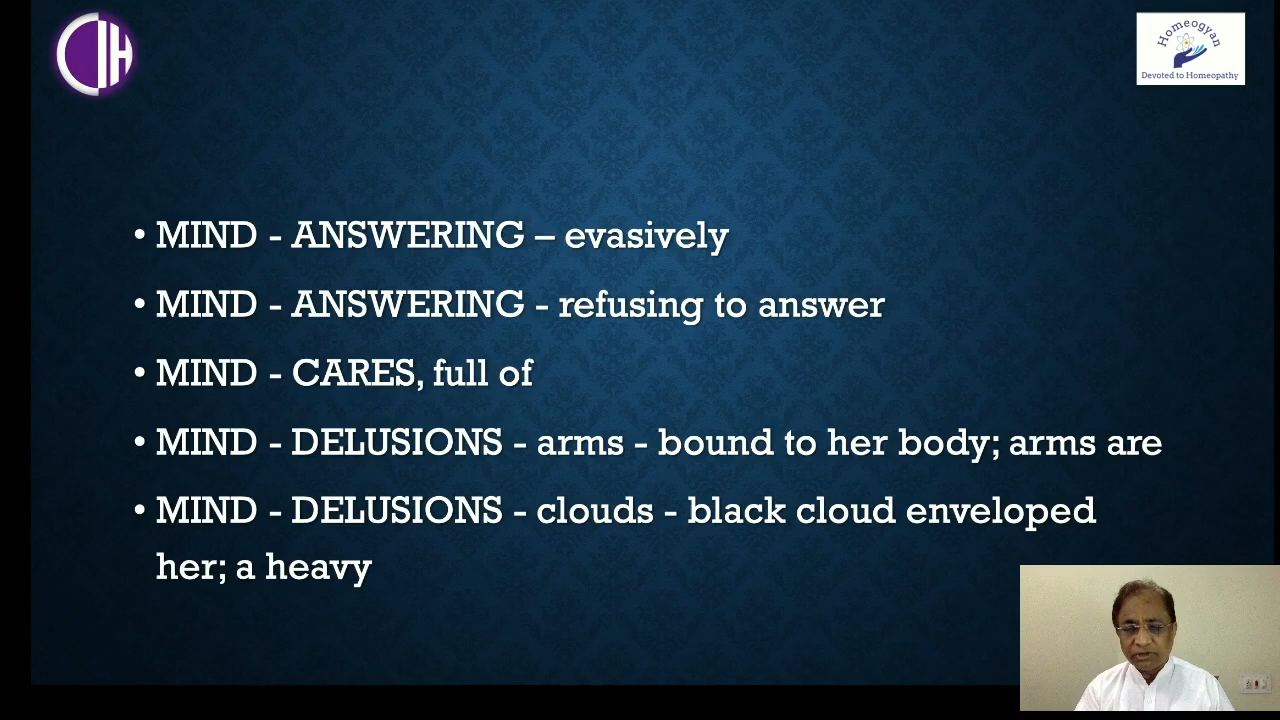 Homeogyan
Devoted to Homeopathy
• MIND - ANSWERING – evasively
• MIND - ANSWERING - refusing to answer
• MIND - CARES, full of
• MIND - DELUSIONS - arms - bound to her body; arms are
• MIND - DELUSIONS - clouds - black cloud enveloped
her; a heavy